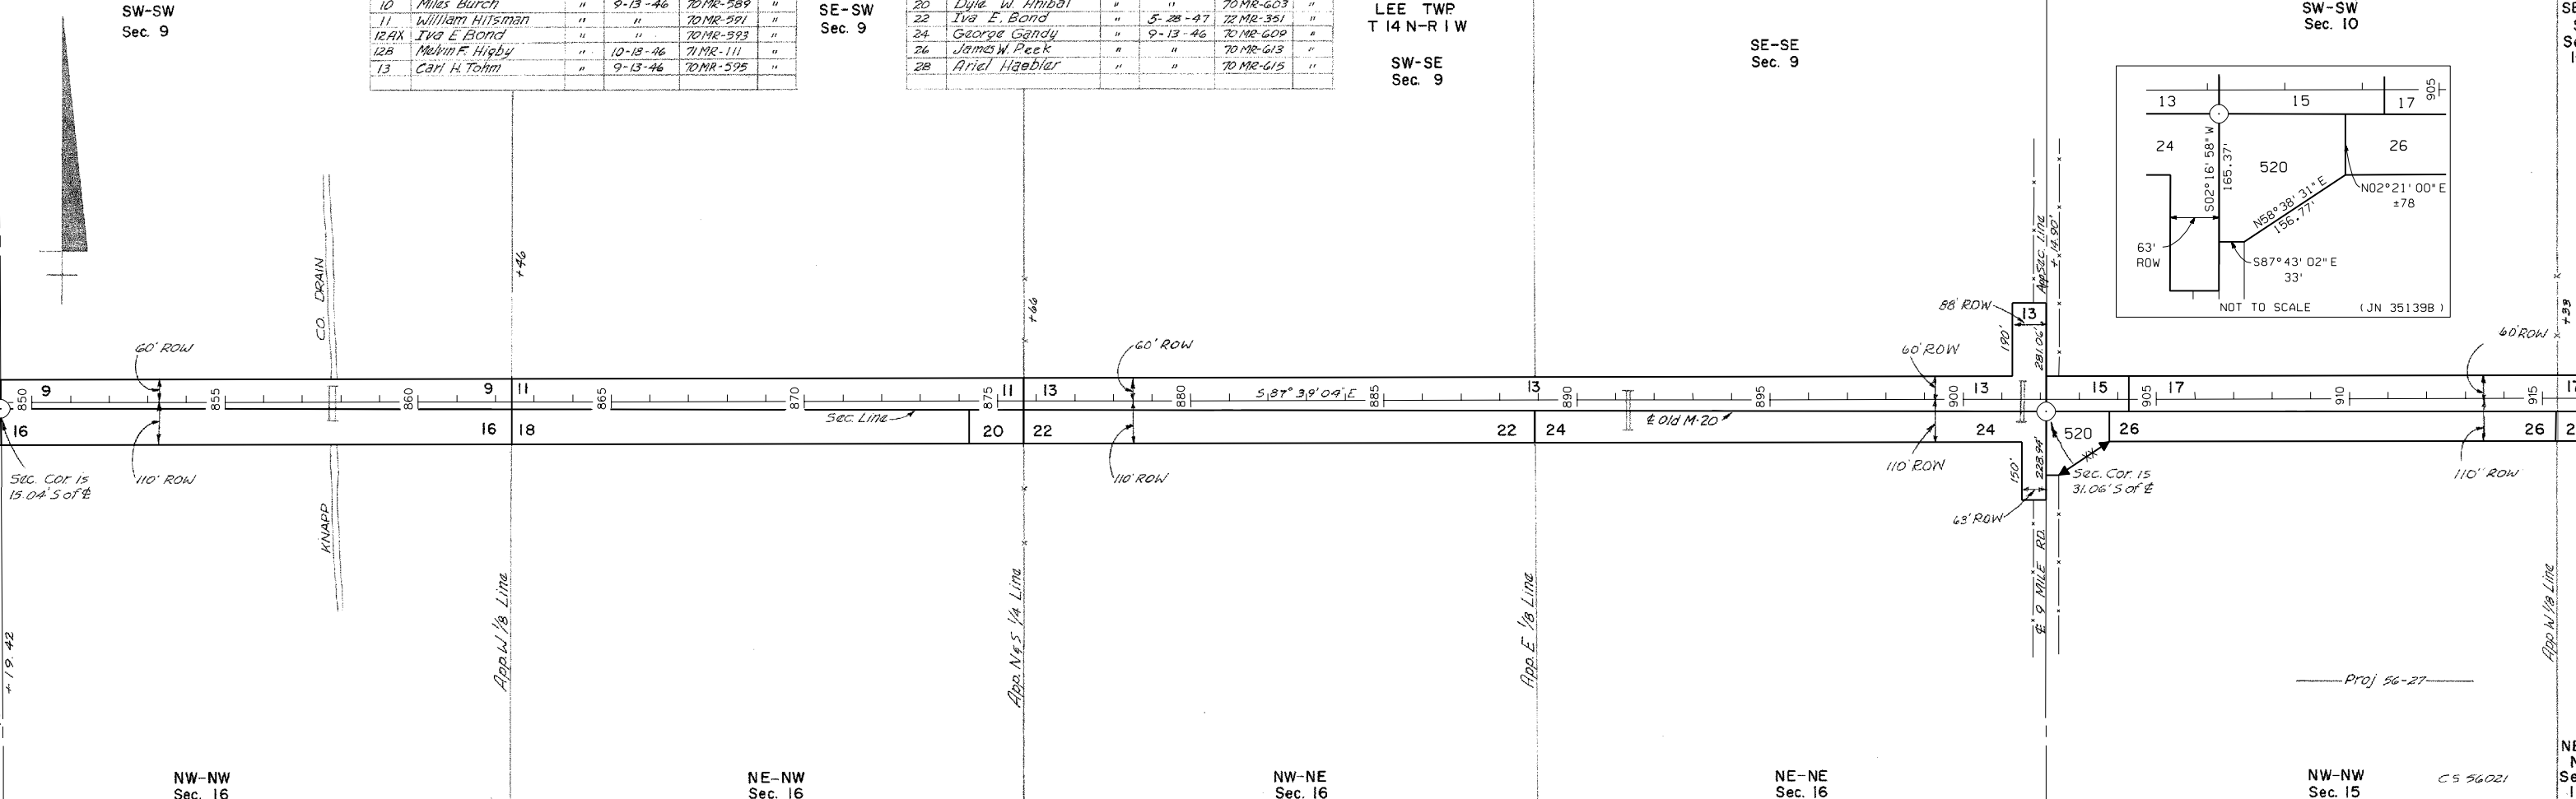 SW-SW
Sec. 9
10 Miles Burch " 9-13-46 70MR-589 "
11 William Hitsman " " 70MR-591 "
12AX Iva E Bond " " 70MR-593 "
12B Melvin F. Higby " 10-18-46 71MR-111 "
13 Carl H. Tohm " 9-13-46 70MR-595 "
SE-SW
Sec. 9
20 Dyle W. Anibal " " 70MR-603 "
22 Iva E. Bond " 5-28-47 72MR-351 "
24 George Gandy " 9-13-46 70MR-609 "
26 James W. Peek " " 70MR-613 "
28 Ariel Haebler " " 70MR-615 "
LEE TWP.
T 14 N-R 1 W
SW-SE
Sec. 9
SE-SE
Sec. 9
SW-SW
Sec. 10
13 15 17 905
24 520 26
S02°16'58"W
165.37'
N58°38'31"E
156.77'
N02°21'00"E
±78
63'
ROW
S87°43'02"E
33'
NOT TO SCALE (JN 35139B)
CO. DRAIN
KNAPP
+46
+66
App Sec. Line
+14.90'
+33
88' ROW
13
190'
281.06'
60' ROW
60' ROW
60' ROW
60' ROW
9 9 11 11 13 13 13 15 17 17
850 855 860 865 870 875 880 885 890 895 900 905 910 915
S 87° 39' 04" E
Sec. Line
℄ Old M-20
16 16 18 20 22 22 24 24 520 26 26
Sec. Cor. is
15.04' S of ℄
110' ROW
110' ROW
110' ROW
110' ROW
150'
228.94'
Sec. Cor. is
31.06' S of ℄
63' ROW
℄ 9 MILE RD.
+19.42
App. W 1/8 Line
App. N & S 1/4 Line
App. E 1/8 Line
App W 1/8 Line
Proj 56-27
NW-NW
Sec. 16
NE-NW
Sec. 16
NW-NE
Sec. 16
NE-NE
Sec. 16
NW-NW
Sec. 15
CS 56021